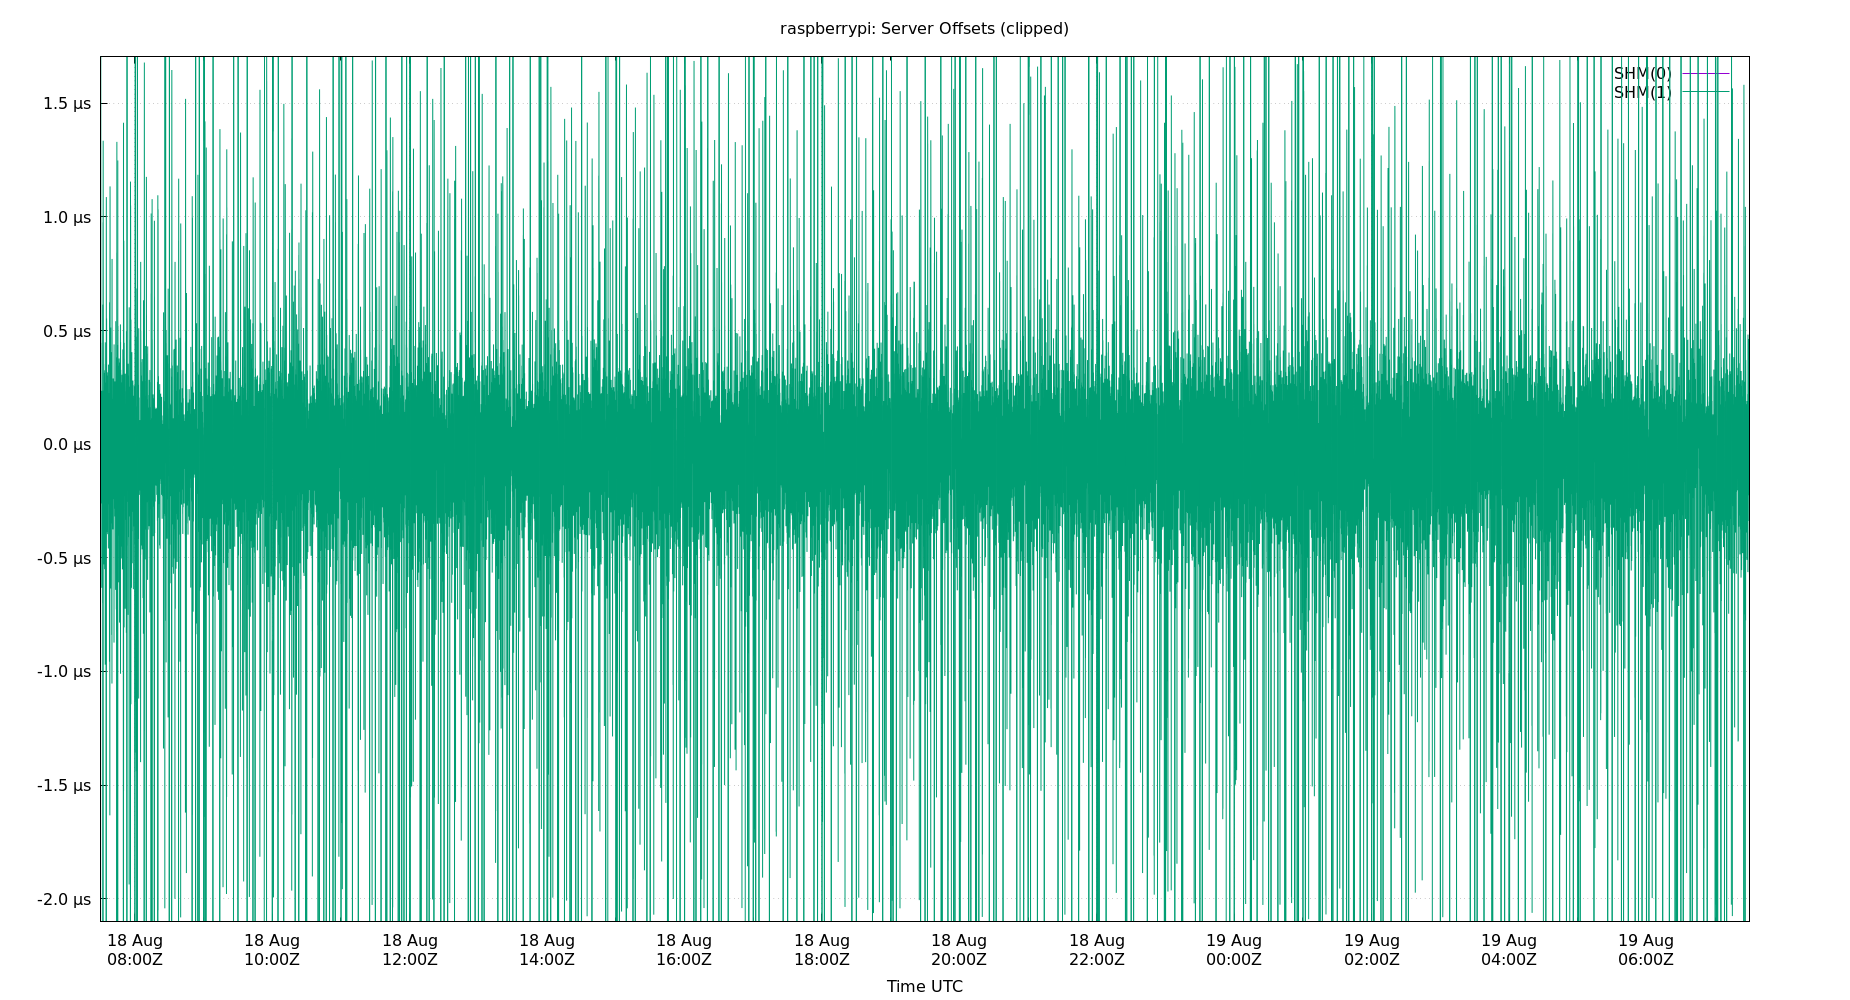 raspberrypi: Server Offsets (clipped)
SHM(0)
SHM(1)
1.5 µs
1.0 µs
0.5 µs
0.0 µs
-0.5 µs
-1.0 µs
-1.5 µs
-2.0 µs
18 Aug 18 Aug 18 Aug 18 Aug 18 Aug 18 Aug 18 Aug 18 Aug 19 Aug 19 Aug 19 Aug 19 Aug
08:00Z 10:00Z 12:00Z 14:00Z 16:00Z 18:00Z 20:00Z 22:00Z 00:00Z 02:00Z 04:00Z 06:00Z
Time UTC